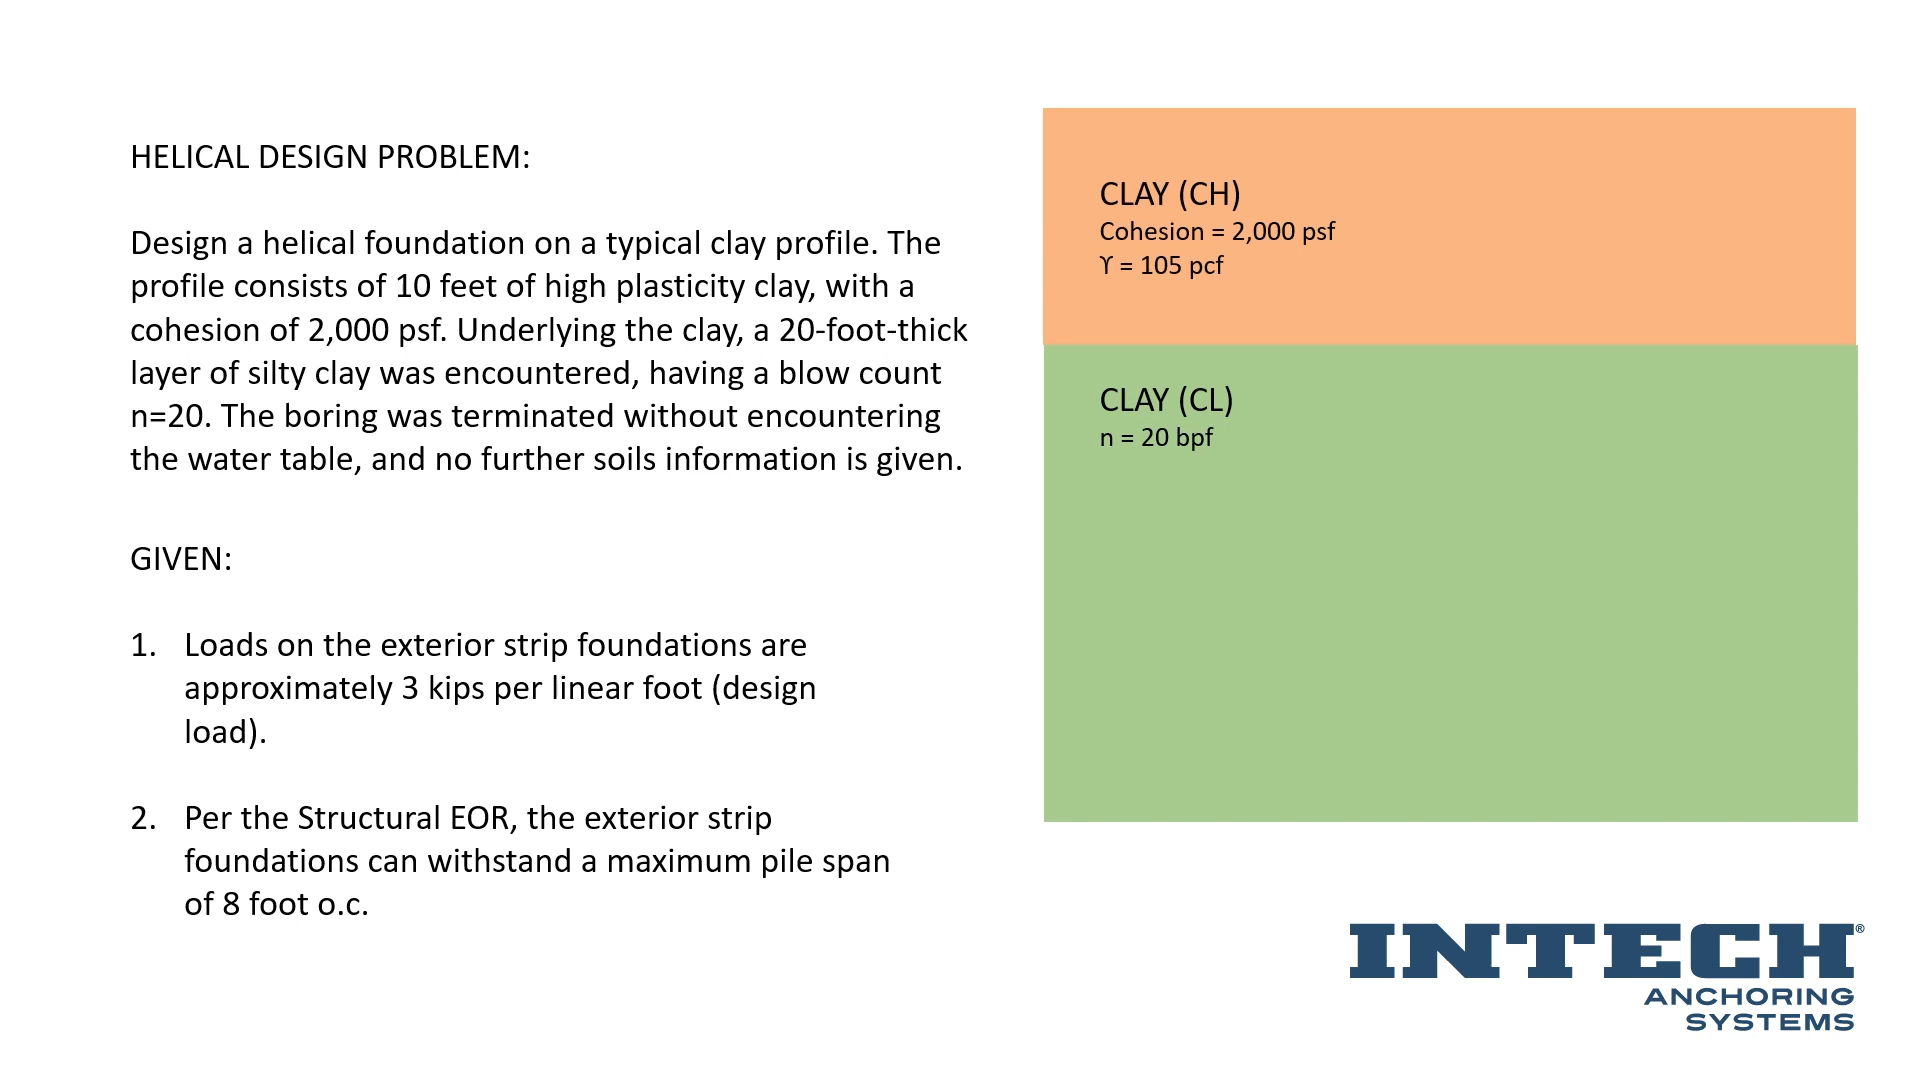 HELICAL DESIGN PROBLEM:
Design a helical foundation on a typical clay profile. The
profile consists of 10 feet of high plasticity clay, with a
cohesion of 2,000 psf. Underlying the clay, a 20-foot-thick
layer of silty clay was encountered, having a blow count
n=20. The boring was terminated without encountering
the water table, and no further soils information is given.
GIVEN:
1. Loads on the exterior strip foundations are
approximately 3 kips per linear foot (design
load).
2. Per the Structural EOR, the exterior strip
foundations can withstand a maximum pile span
of 8 foot o.c.
CLAY (CH)
Cohesion = 2,000 psf
ϒ = 105 pcf
CLAY (CL)
n = 20 bpf
INTECH®
ANCHORING
SYSTEMS